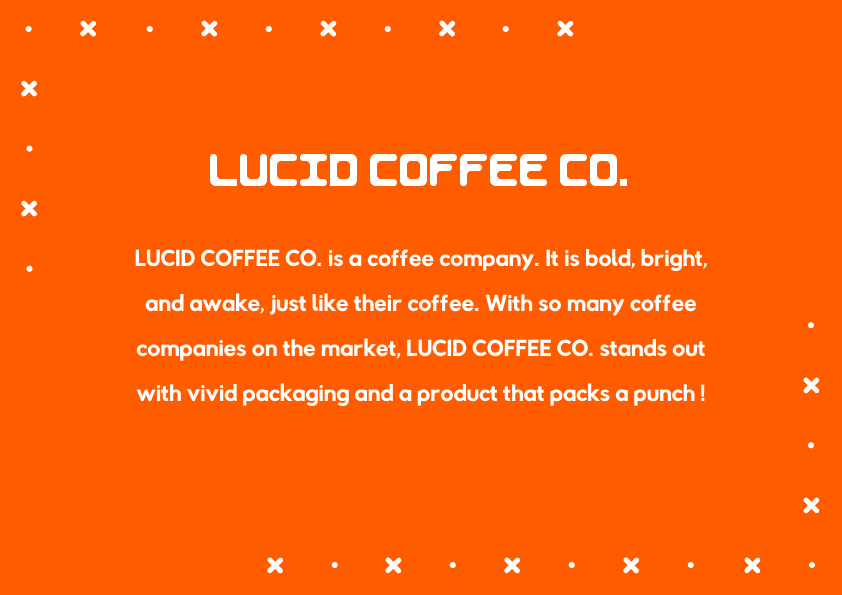 LUCID COFFEE CO.
LUCID COFFEE CO. is a coffee company. It is bold, bright,
and awake, just like their coffee. With so many coffee
companies on the market, LUCID COFFEE CO. stands out
with vivid packaging and a product that packs a punch !